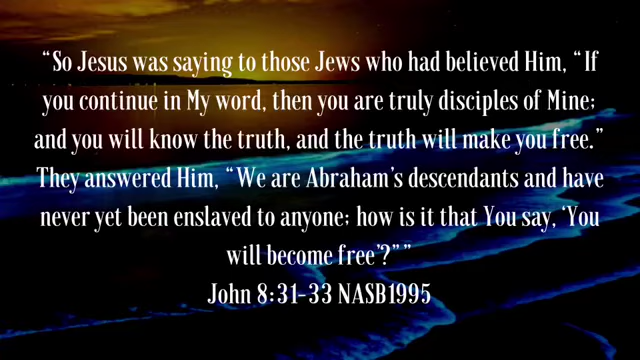 “So Jesus was saying to those Jews who had believed Him, “If
you continue in My word, then you are truly disciples of Mine;
and you will know the truth, and the truth will make you free.”
They answered Him, “We are Abraham’s descendants and have
never yet been enslaved to anyone; how is it that You say, ‘You
will become free’?””
John 8:31-33 NASB1995